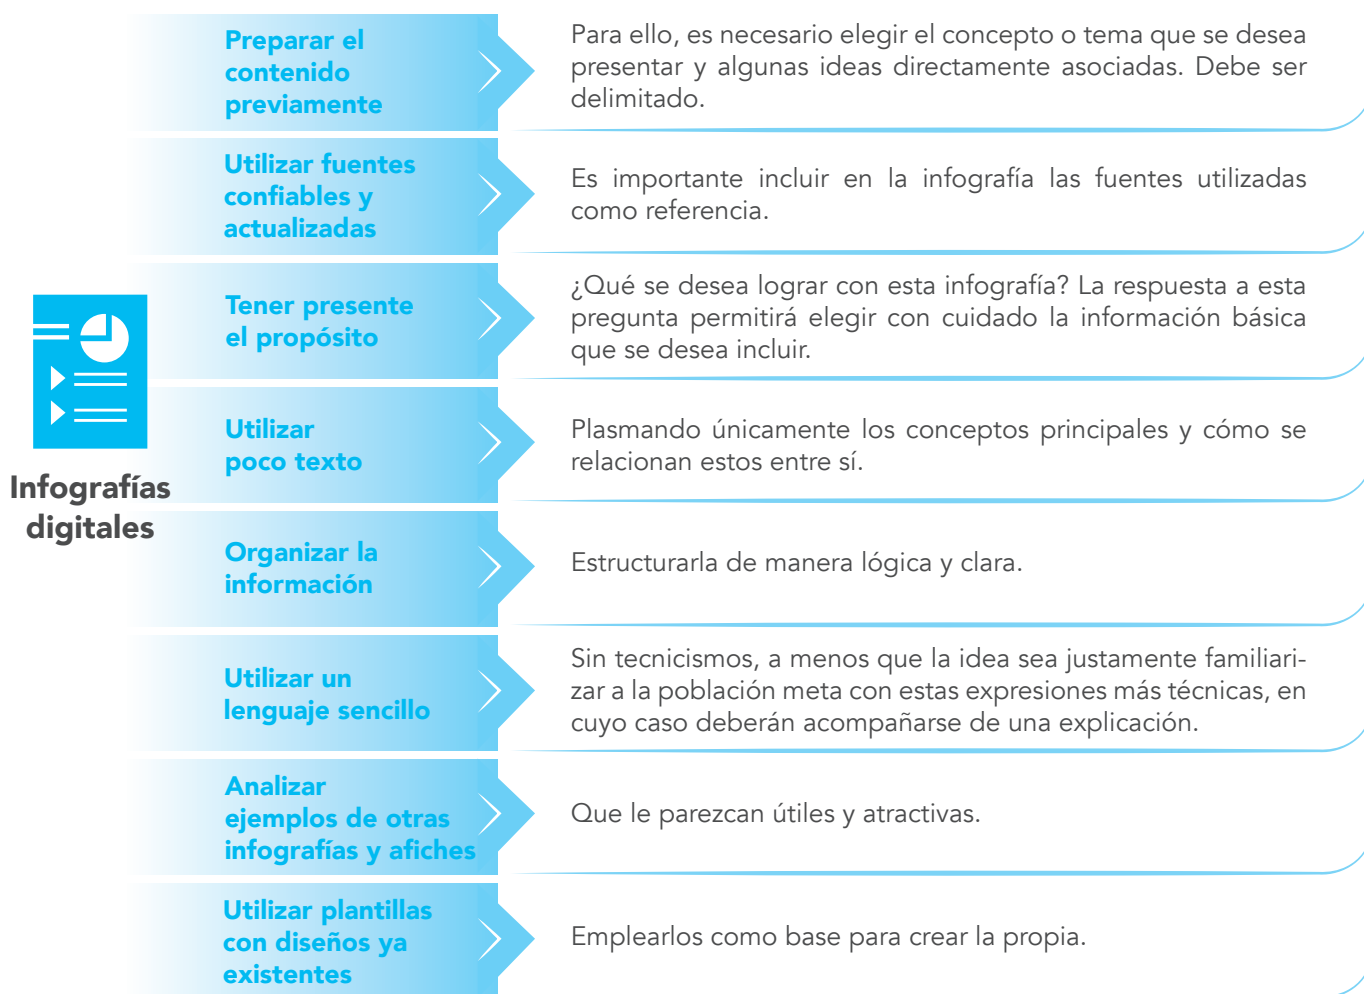 Infografías
digitales
Preparar el
contenido
previamente
Para ello, es necesario elegir el concepto o tema que se desea
presentar y algunas ideas directamente asociadas. Debe ser
delimitado.
Utilizar fuentes
confiables y
actualizadas
Es importante incluir en la infografía las fuentes utilizadas
como referencia.
Tener presente
el propósito
¿Qué se desea lograr con esta infografía? La respuesta a esta
pregunta permitirá elegir con cuidado la información básica
que se desea incluir.
Utilizar
poco texto
Plasmando únicamente los conceptos principales y cómo se
relacionan estos entre sí.
Organizar la
información
Estructurarla de manera lógica y clara.
Utilizar un
lenguaje sencillo
Sin tecnicismos, a menos que la idea sea justamente familiari-
zar a la población meta con estas expresiones más técnicas, en
cuyo caso deberán acompañarse de una explicación.
Analizar
ejemplos de otras
infografías y afiches
Que le parezcan útiles y atractivas.
Utilizar plantillas
con diseños ya
existentes
Emplearlos como base para crear la propia.